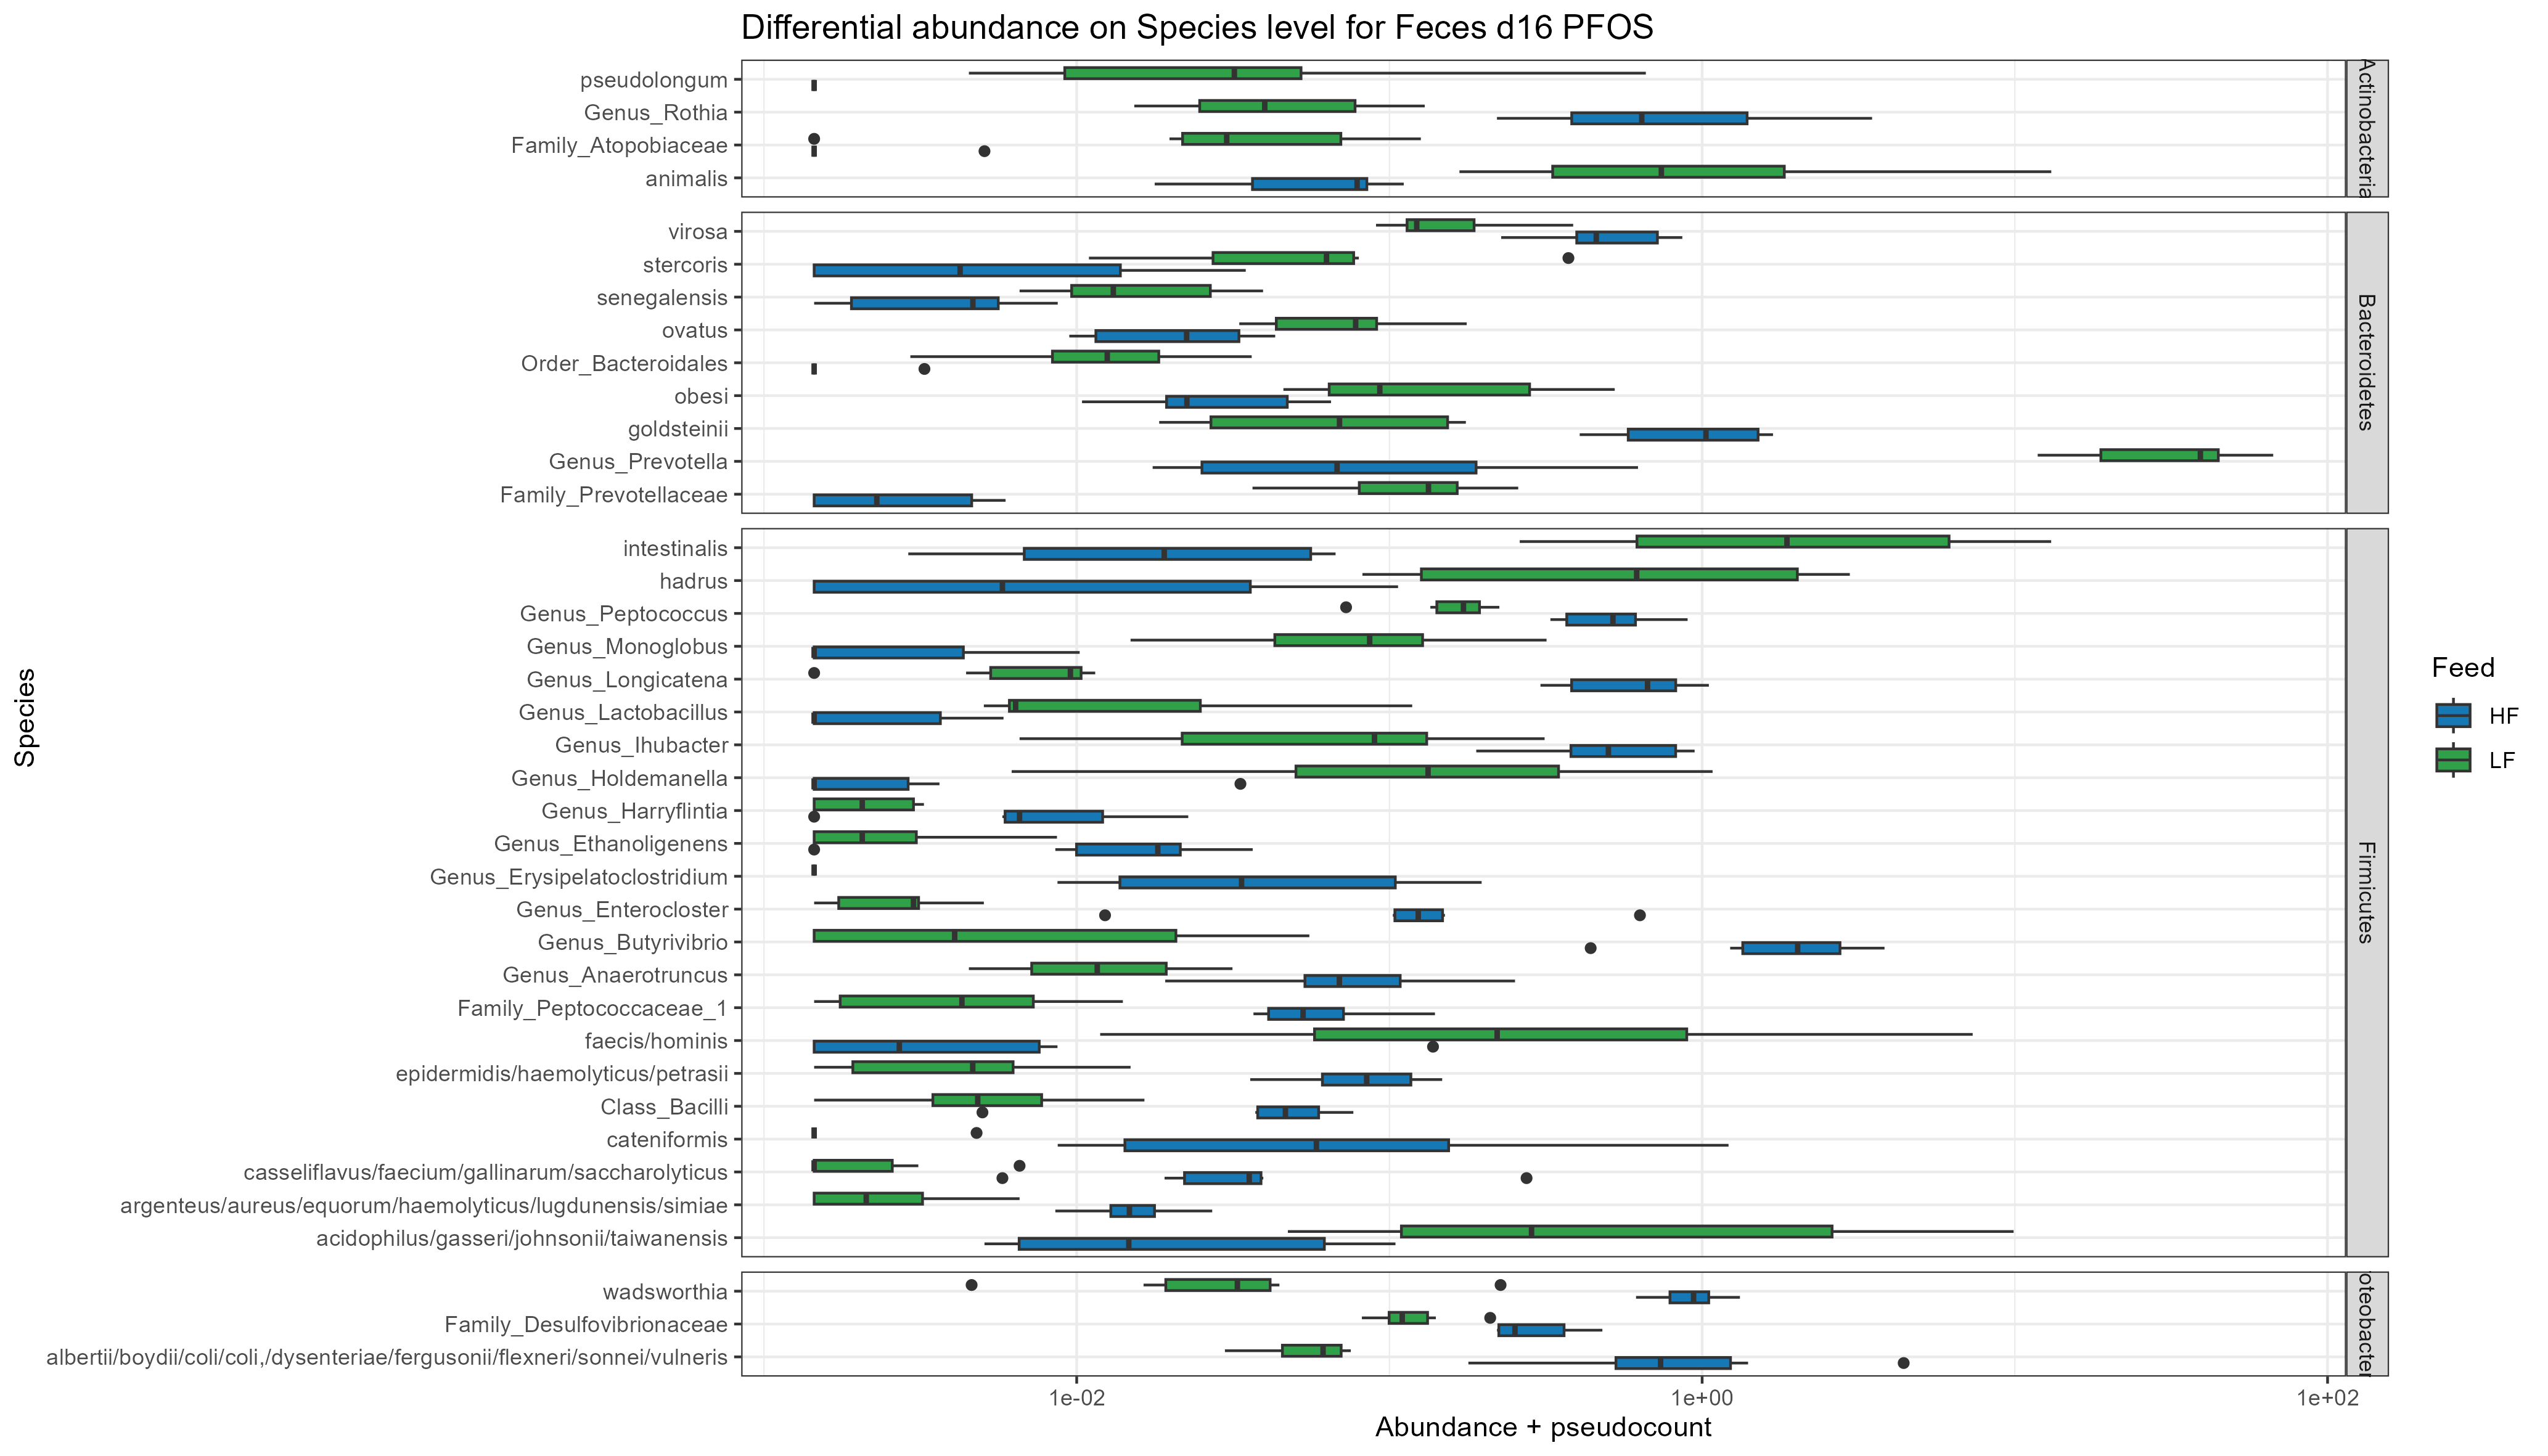 Differential abundance on Species level for Feces d16 PFOS
Species
pseudolongum
Genus_Rothia
Family_Atopobiaceae
animalis
Actinobacteria
virosa
stercoris
senegalensis
ovatus
Order_Bacteroidales
obesi
goldsteinii
Genus_Prevotella
Family_Prevotellaceae
Bacteroidetes
intestinalis
hadrus
Genus_Peptococcus
Genus_Monoglobus
Genus_Longicatena
Genus_Lactobacillus
Genus_Ihubacter
Genus_Holdemanella
Genus_Harryflintia
Genus_Ethanoligenens
Genus_Erysipelatoclostridium
Genus_Enterocloster
Genus_Butyrivibrio
Genus_Anaerotruncus
Family_Peptococcaceae_1
faecis/hominis
epidermidis/haemolyticus/petrasii
Class_Bacilli
cateniformis
casseliflavus/faecium/gallinarum/saccharolyticus
argenteus/aureus/equorum/haemolyticus/lugdunensis/simiae
acidophilus/gasseri/johnsonii/taiwanensis
Firmicutes
wadsworthia
Family_Desulfovibrionaceae
albertii/boydii/coli/coli,/dysenteriae/fergusonii/flexneri/sonnei/vulneris
oteobacter
1e-02
1e+00
1e+02
Abundance + pseudocount
Feed
HF
LF